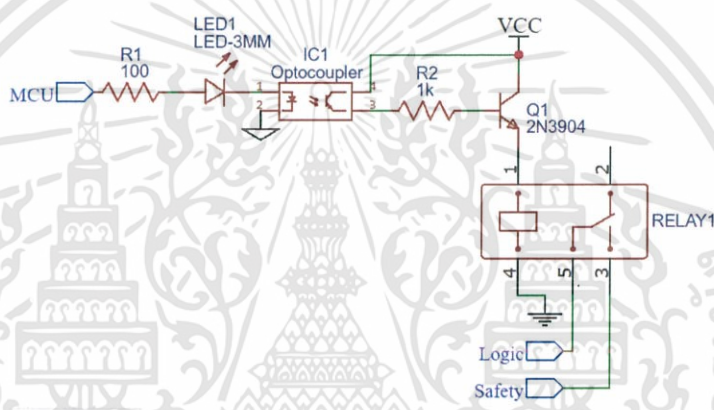 VCC
LED1
LED-3MM
R1
100
IC1
Optocoupler
R2
1k
MCU
1
2
4
3
Q1
2N3904
1
2
RELAY1
4
5
3
Logic
Safety